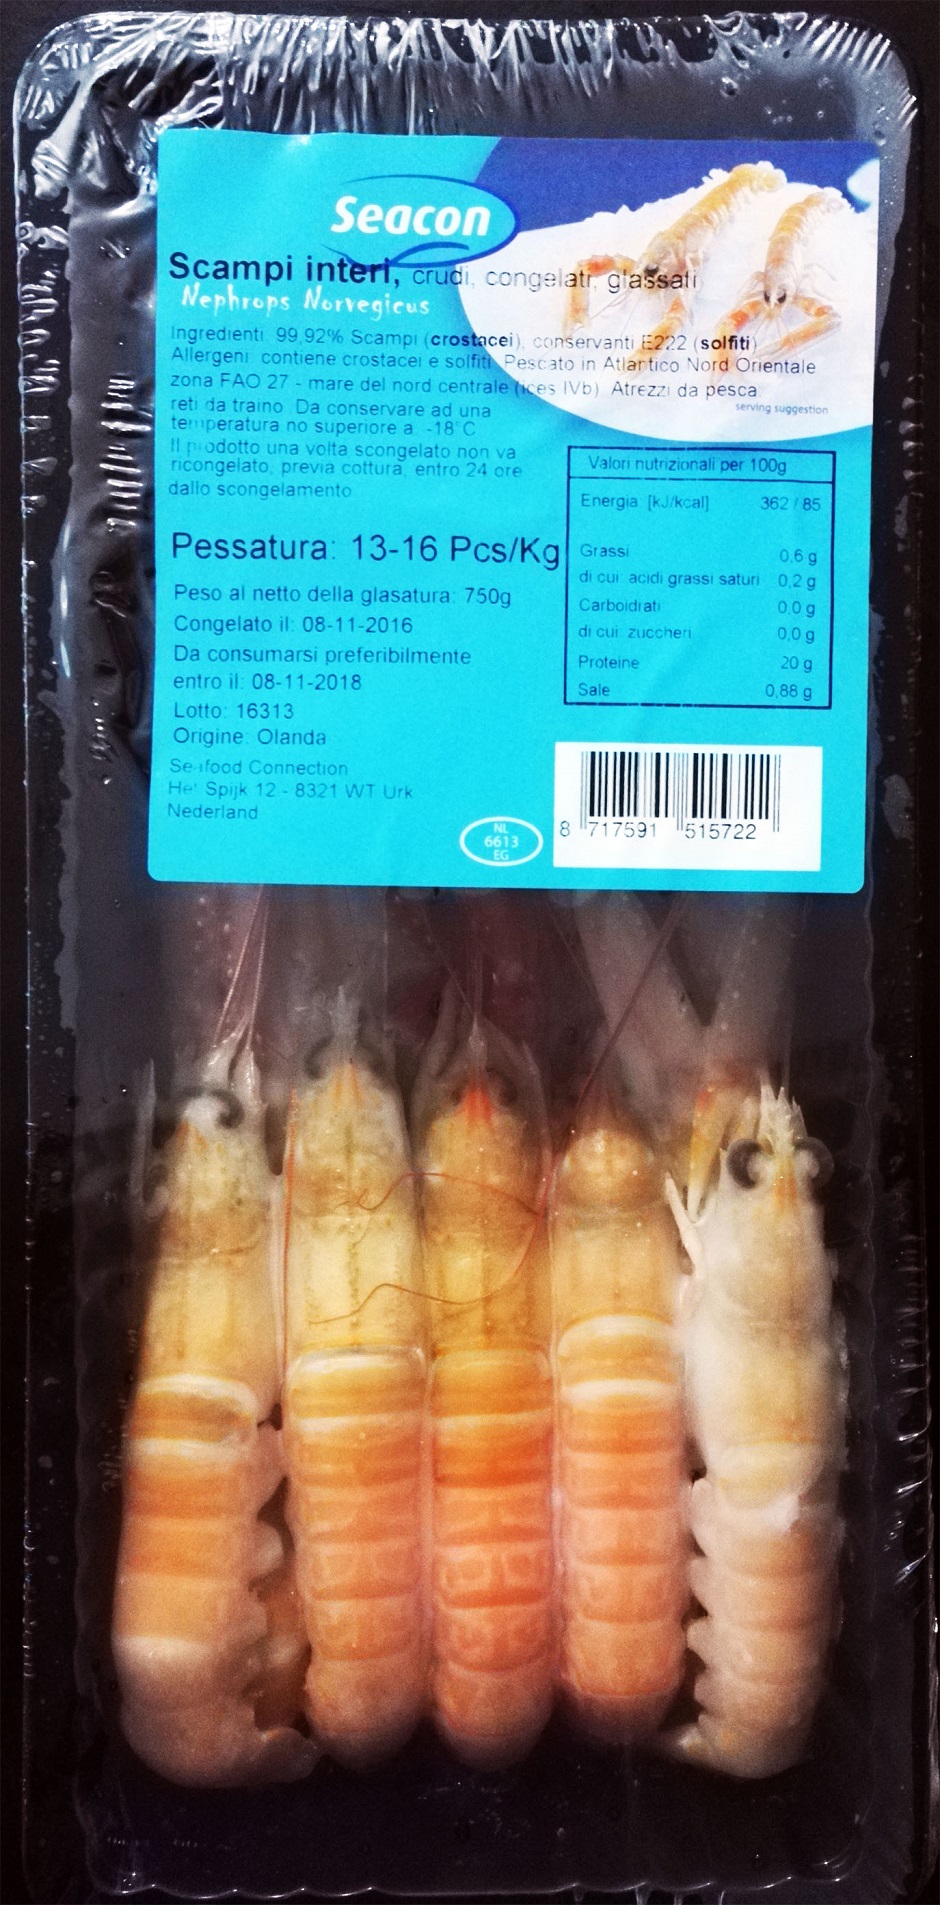 Seacon
Scampi interi, crudi, congelati, glassati
Nephrops Norvegicus
Ingredienti: 99,92% Scampi (crostacei), conservanti E222 (solfiti)
Allergeni: contiene crostacei e solfiti. Pescato in Atlantico Nord Orientale
zona FAO 27 - mare del nord centrale (ices IVb). Atrezzi da pesca:
reti da traino. Da conservare ad una
temperatura no superiore a: -18°C
Il prodotto una volta scongelato non va
ricongelato, previa cottura, entro 24 ore
dallo scongelamento
serving suggestion
Pessatura: 13-16 Pcs/Kg
Peso al netto della glasatura: 750g
Congelato il: 08-11-2016
Da consumarsi preferibilmente
entro il: 08-11-2018
Lotto: 16313
Origine: Olanda
Seafood Connection
Het Spijk 12 - 8321 WT Urk
Nederland
Valori nutrizionali per 100g
Energia: [kJ/kcal] 362 / 85
Grassi 0,6 g
di cui: acidi grassi saturi 0,2 g
Carboidrati 0,0 g
di cui: zuccheri 0,0 g
Proteine 20 g
Sale 0,88 g
NL
6613
EG
8 717591 515722